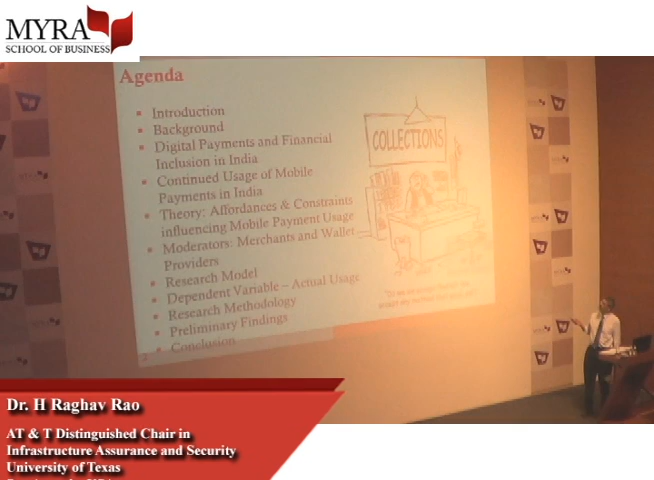 MYRA
SCHOOL OF BUSINESS
Agenda
▪ Introduction
▪ Background
▪ Digital Payments and Financial
Inclusion in India
▪ Continued Usage of Mobile
Payments in India
▪ Theory: Affordances & Constraints
influencing Mobile Payment Usage
▪ Moderators: Merchants and Wallet
Providers
▪ Research Model
▪ Dependent Variable – Actual Usage
▪ Research Methodology
▪ Preliminary Findings
▪ Conclusion
COLLECTIONS
Dr. H Raghav Rao
AT & T Distinguished Chair in
Infrastructure Assurance and Security
University of Texas